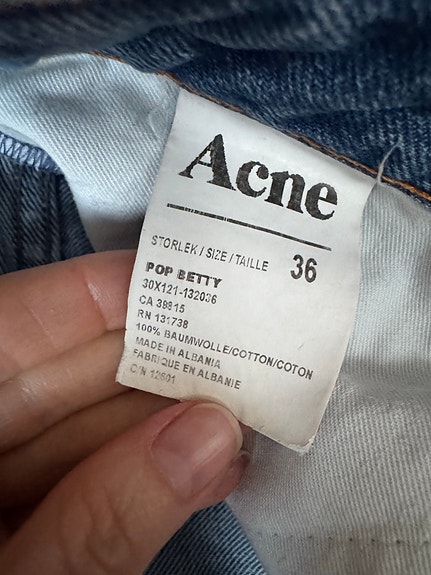 Acne
STORLEK / SIZE / TAILLE 36
POP BETTY
30X121-132036
CA 38815
RN 131738
100% BAUMWOLLE/COTTON/COTON
MADE IN ALBANIA
FABRIQUE EN ALBANIE
C/N 12601